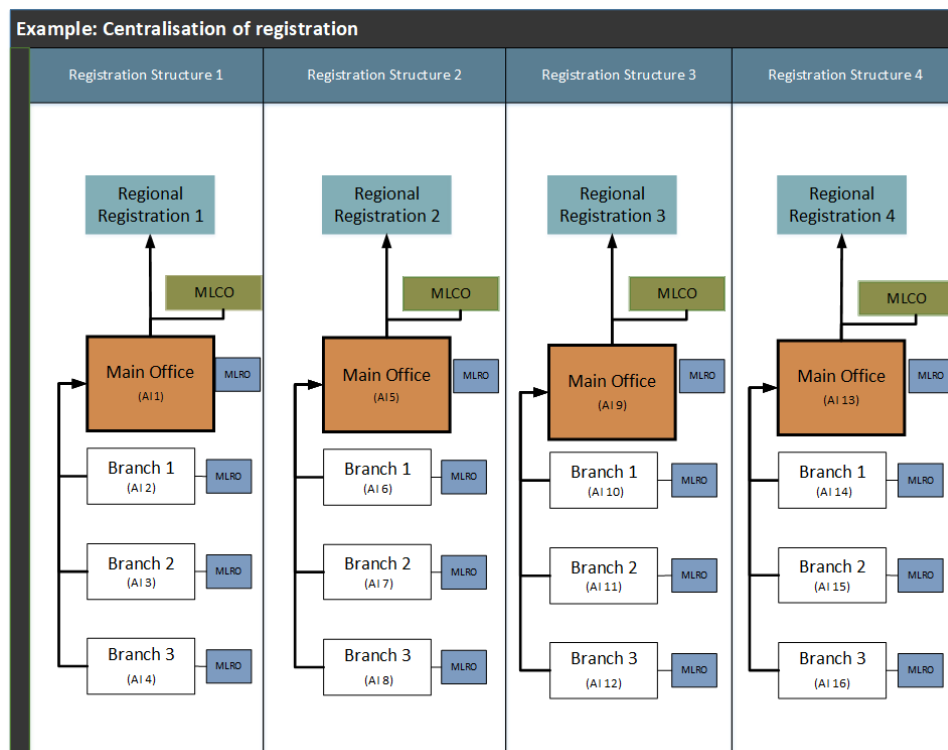 Example: Centralisation of registration
Registration Structure 1
Registration Structure 2
Registration Structure 3
Registration Structure 4
Regional
Registration 1
MLCO
Main Office
(AI 1)
MLRO
Branch 1
(AI 2)
MLRO
Branch 2
(AI 3)
MLRO
Branch 3
(AI 4)
MLRO
Regional
Registration 2
MLCO
Main Office
(AI 5)
MLRO
Branch 1
(AI 6)
MLRO
Branch 2
(AI 7)
MLRO
Branch 3
(AI 8)
MLRO
Regional
Registration 3
MLCO
Main Office
(AI 9)
MLRO
Branch 1
(AI 10)
MLRO
Branch 2
(AI 11)
MLRO
Branch 3
(AI 12)
MLRO
Regional
Registration 4
MLCO
Main Office
(AI 13)
MLRO
Branch 1
(AI 14)
MLRO
Branch 2
(AI 15)
MLRO
Branch 3
(AI 16)
MLRO